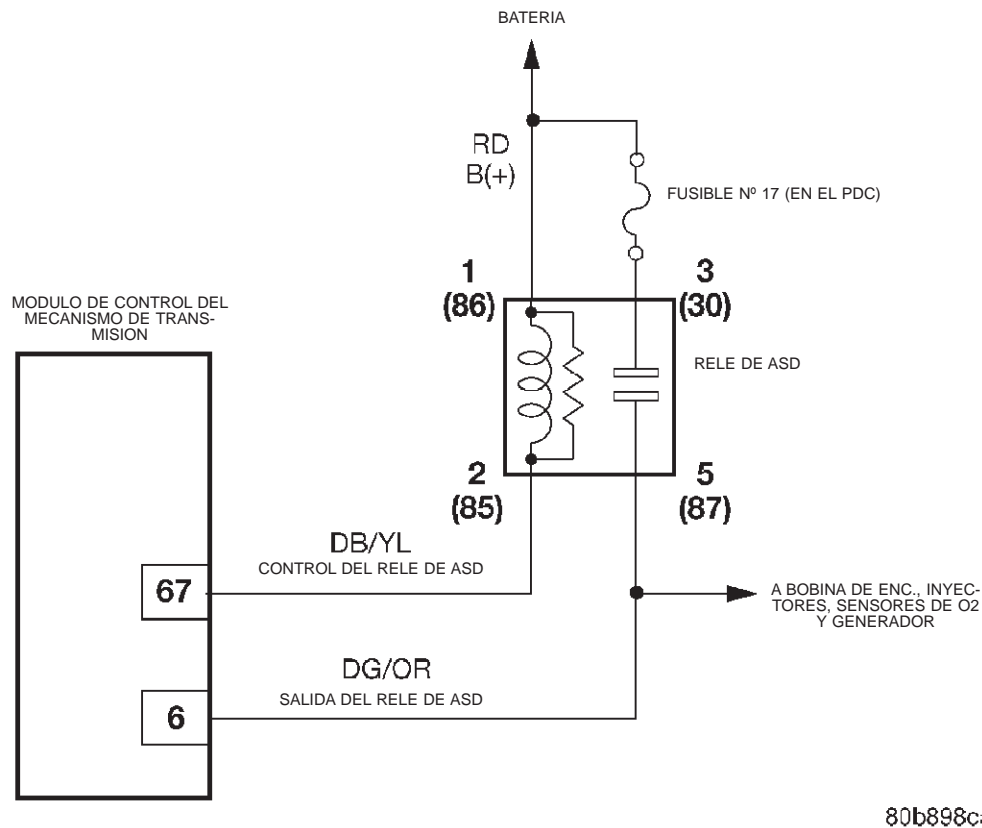 BATERIA
RD
B(+)
FUSIBLE Nº 17 (EN EL PDC)
1
(86)
3
(30)
MODULO DE CONTROL DEL
MECANISMO DE TRANS-
MISION
RELE DE ASD
2
(85)
5
(87)
DB/YL
CONTROL DEL RELE DE ASD
67
A BOBINA DE ENC., INYEC-
TORES, SENSORES DE O2
Y GENERADOR
DG/OR
SALIDA DEL RELE DE ASD
6
80b898c